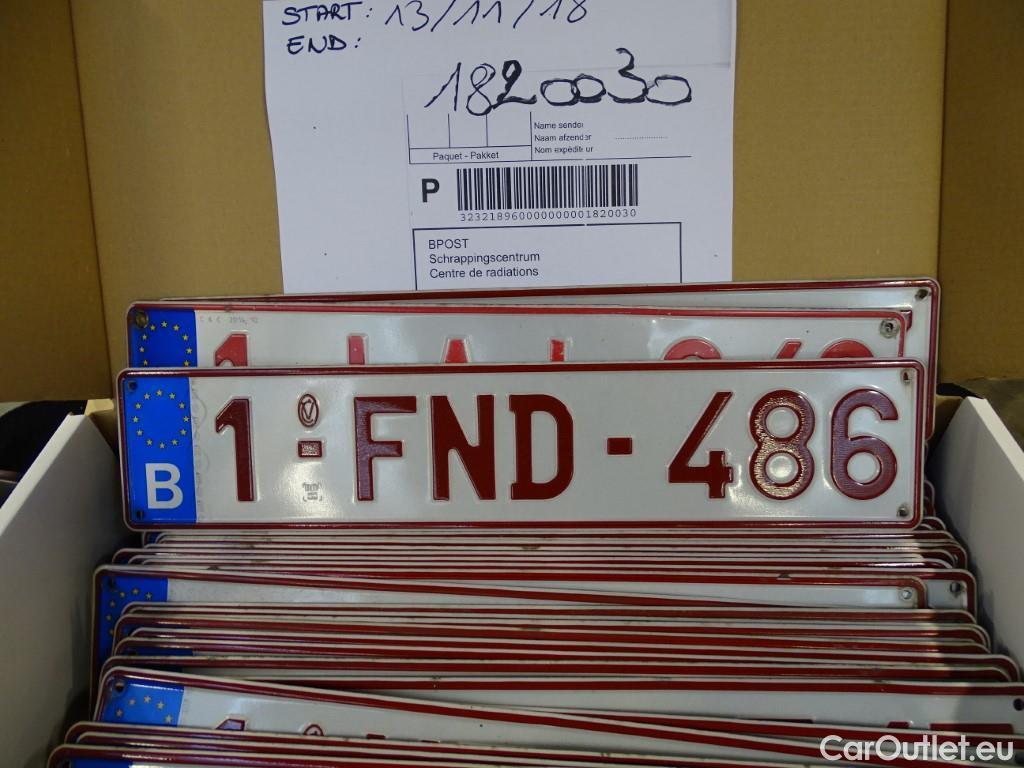 START: 13/11/18
END:
1820030
Name sender
Naam afzender
Nom expéditeur
Paquet - Pakket
P
323218960000000001820030
BPOST
Schrappingscentrum
Centre de radiations
B 1-FND-486
CarOutlet.eu